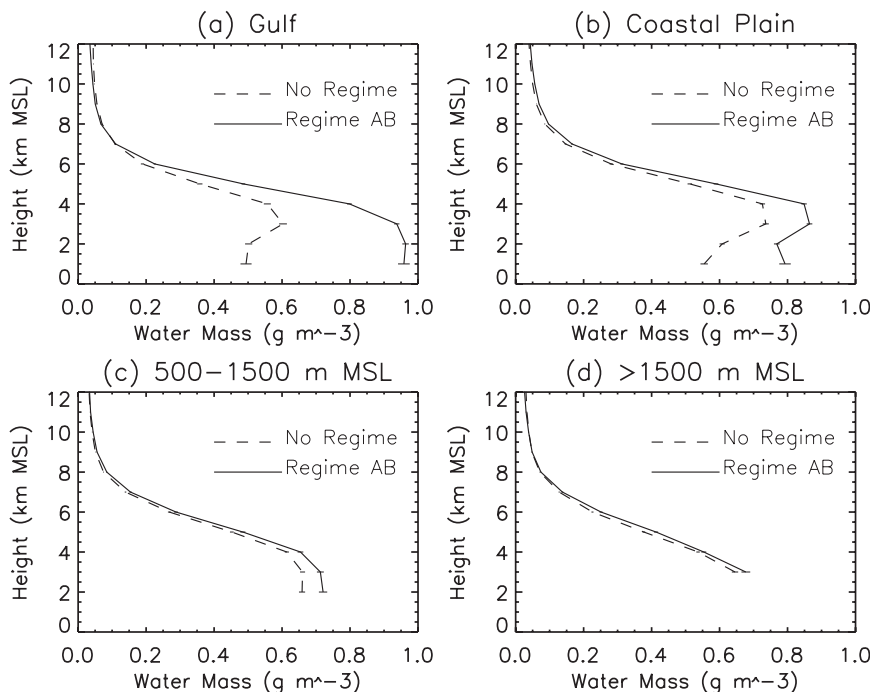 (a) Gulf
12
10
8
6
4
2
0
Height (km MSL)
No Regime
Regime AB
0.0 0.2 0.4 0.6 0.8 1.0
Water Mass (g m^-3)
(b) Coastal Plain
12
10
8
6
4
2
0
Height (km MSL)
No Regime
Regime AB
0.0 0.2 0.4 0.6 0.8 1.0
Water Mass (g m^-3)
(c) 500-1500 m MSL
12
10
8
6
4
2
0
Height (km MSL)
No Regime
Regime AB
0.0 0.2 0.4 0.6 0.8 1.0
Water Mass (g m^-3)
(d) >1500 m MSL
12
10
8
6
4
2
0
Height (km MSL)
No Regime
Regime AB
0.0 0.2 0.4 0.6 0.8 1.0
Water Mass (g m^-3)